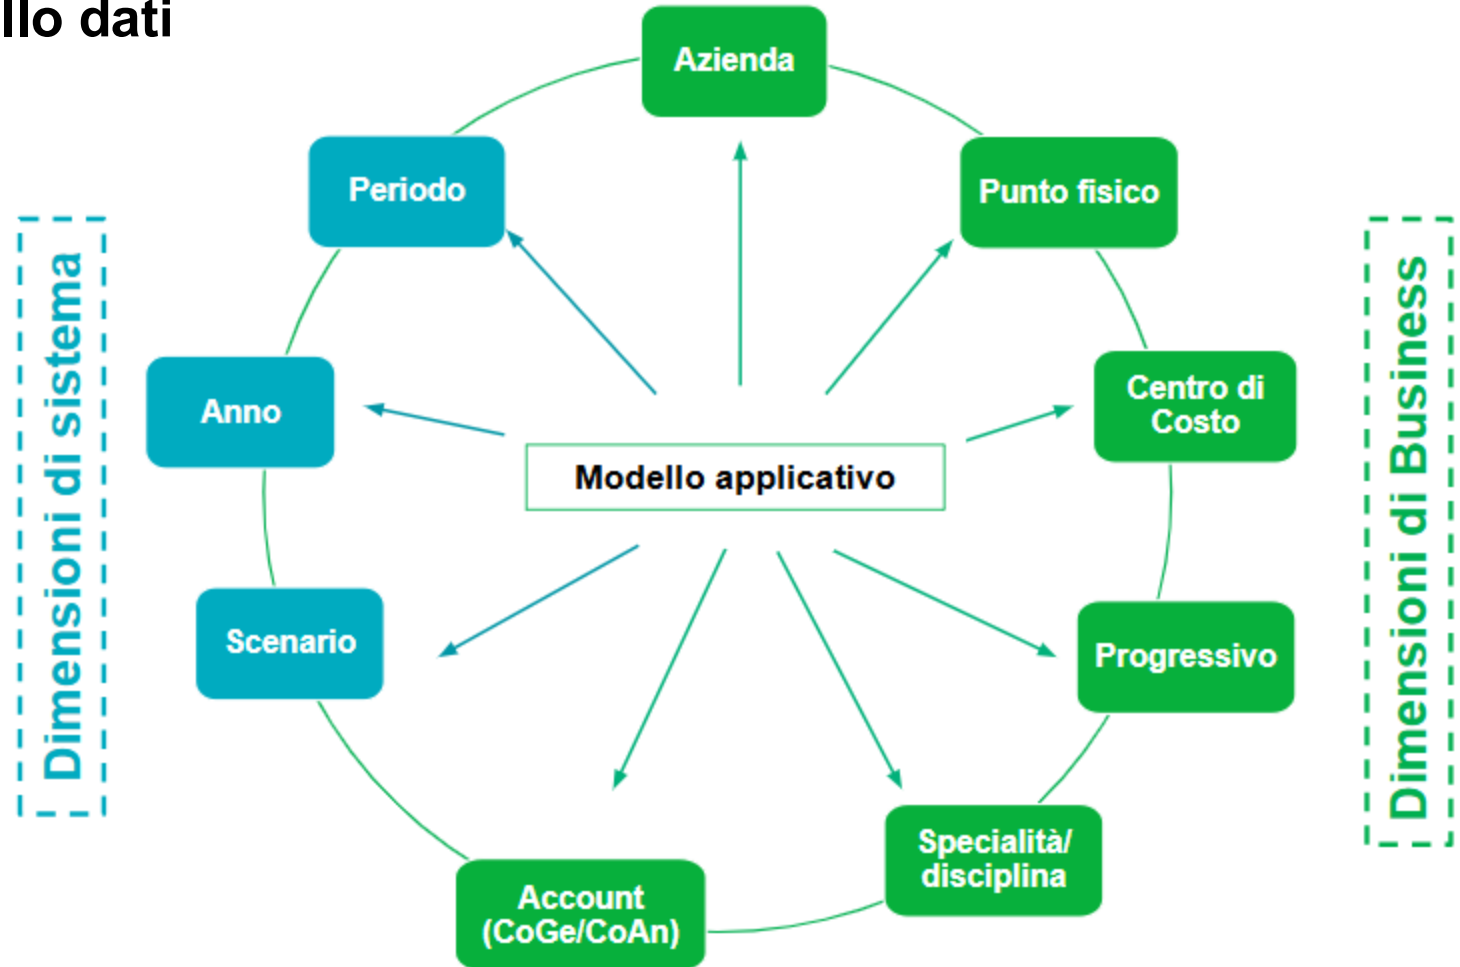 llo dati
Azienda
Periodo
Punto fisico
Dimensioni di sistema
Dimensioni di Business
Anno
Centro di
Costo
Modello applicativo
Scenario
Progressivo
Specialità/
disciplina
Account
(CoGe/CoAn)